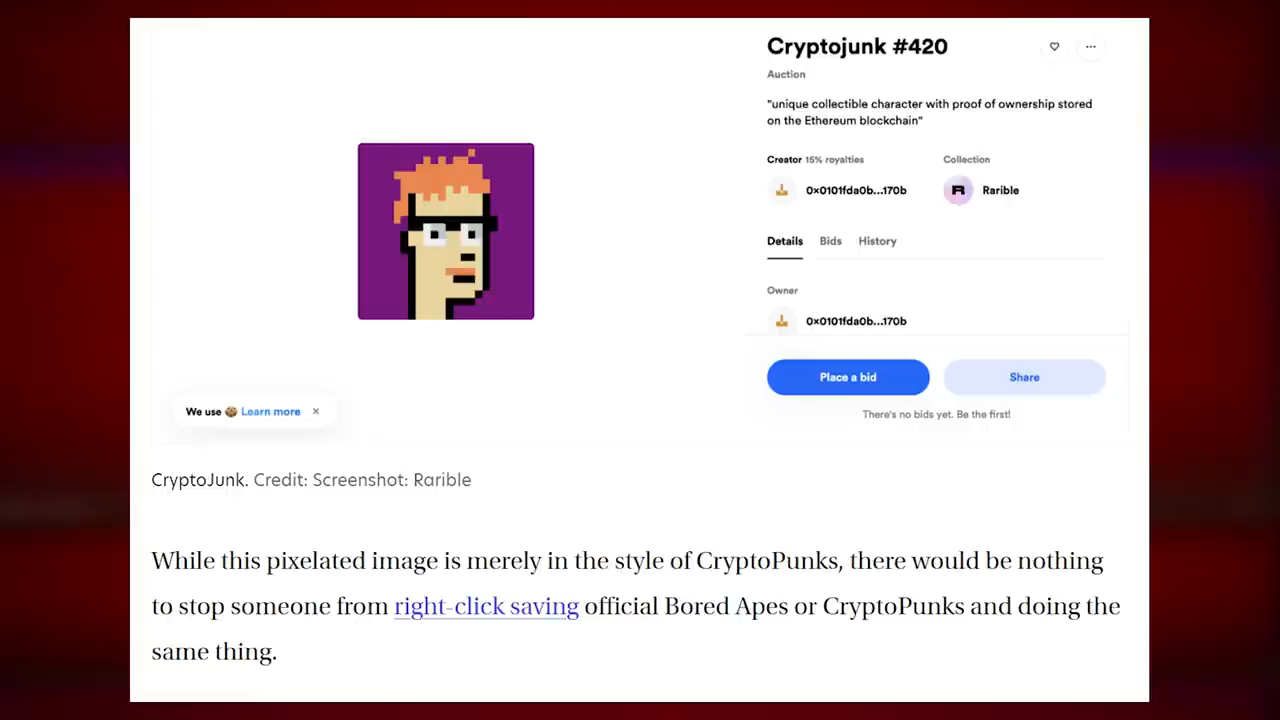 Cryptojunk #420
Auction
"unique collectible character with proof of ownership stored
on the Ethereum blockchain"
Creator 15% royalties
Collection
0x0101fda0b...170b
Rarible
Details Bids History
Owner
0x0101fda0b...170b
Place a bid
Share
There's no bids yet. Be the first!
We use 🍪 Learn more ×
CryptoJunk. Credit: Screenshot: Rarible
While this pixelated image is merely in the style of CryptoPunks, there would be nothing
to stop someone from right-click saving official Bored Apes or CryptoPunks and doing the
same thing.